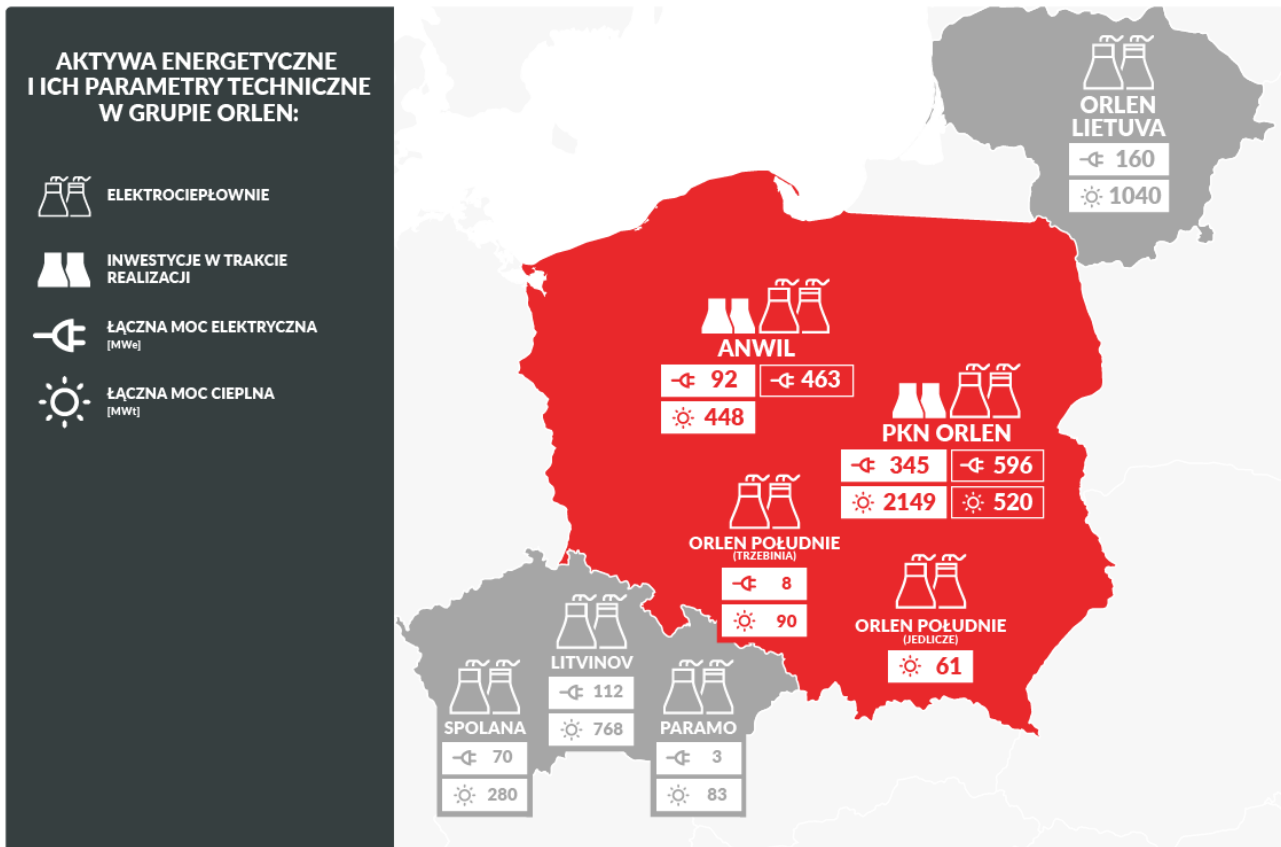 AKTYWA ENERGETYCZNE
I ICH PARAMETRY TECHNICZNE
W GRUPIE ORLEN:
ELEKTROCIEPŁOWNIE
INWESTYCJE W TRAKCIE
REALIZACJI
ŁĄCZNA MOC ELEKTRYCZNA
[MWe]
ŁĄCZNA MOC CIEPLNA
[MWt]
ORLEN
LIETUVA
160
1040
ANWIL
92 463
448
PKN ORLEN
345 596
2149 520
ORLEN POŁUDNIE
(TRZEBINIA)
8
90
ORLEN POŁUDNIE
(JEDLICZE)
61
LITVINOV
112
768
SPOLANA
70
280
PARAMO
3
83